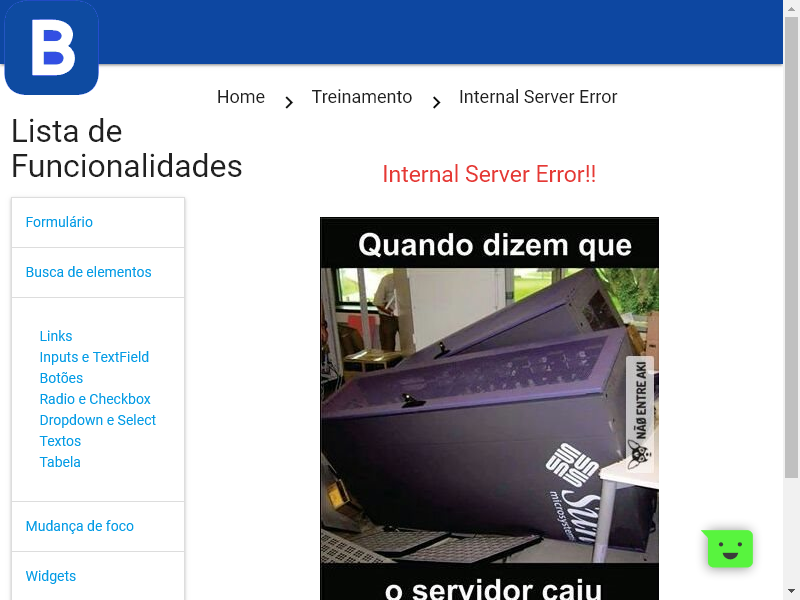 B
Home
Treinamento
Internal Server Error
Lista de
Funcionalidades
Internal Server Error!!
Formulário
Busca de elementos
Links
Inputs e TextField
Botões
Radio e Checkbox
Dropdown e Select
Textos
Tabela
Mudança de foco
Widgets
Quando dizem que
NÃO ENTRE AKI
Sun
microsystems
o servidor caiu